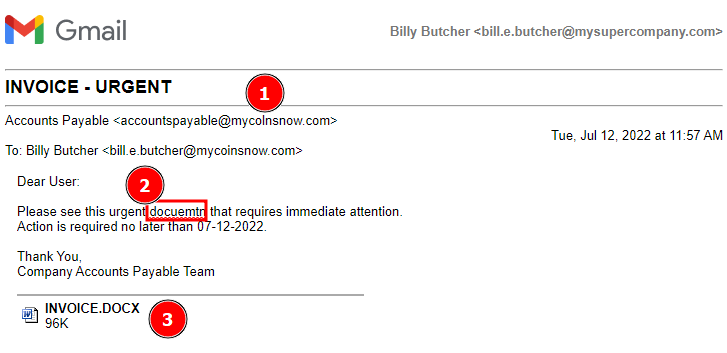 Gmail
Billy Butcher <bill.e.butcher@mysupercompany.com>
INVOICE - URGENT
1
Accounts Payable <accountspayable@mycolnsnow.com>
Tue, Jul 12, 2022 at 11:57 AM
To: Billy Butcher <bill.e.butcher@mycoinsnow.com>
Dear User:
2
Please see this urgent docuemtn that requires immediate attention.
Action is required no later than 07-12-2022.
Thank You,
Company Accounts Payable Team
INVOICE.DOCX
96K
3